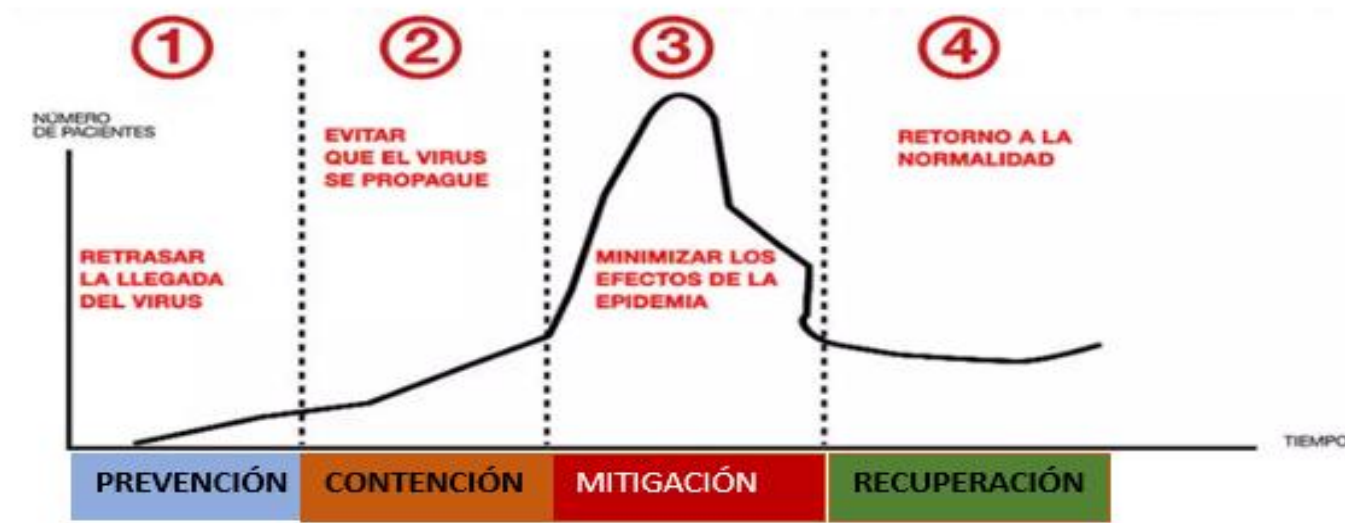 1
2
3
4
NÚMERO
DE PACIENTES
RETRASAR
LA LLEGADA
DEL VIRUS
EVITAR
QUE EL VIRUS
SE PROPAGUE
MINIMIZAR LOS
EFECTOS DE LA
EPIDEMIA
RETORNO A LA
NORMALIDAD
TIEMPO
PREVENCIÓN
CONTENCIÓN
MITIGACIÓN
RECUPERACIÓN